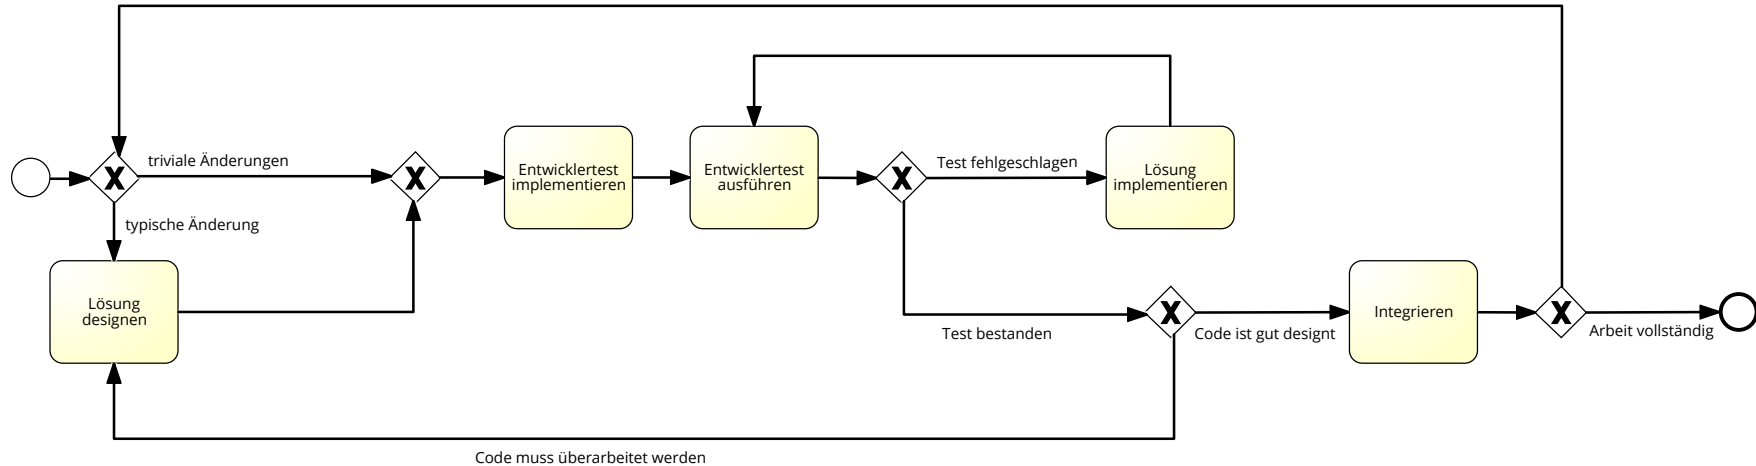 triviale Änderungen
typische Änderung
Lösung
designen
Entwicklertest
implementieren
Entwicklertest
ausführen
Test fehlgeschlagen
Lösung
implementieren
Test bestanden
Code ist gut designt
Integrieren
Arbeit vollständig
Code muss überarbeitet werden